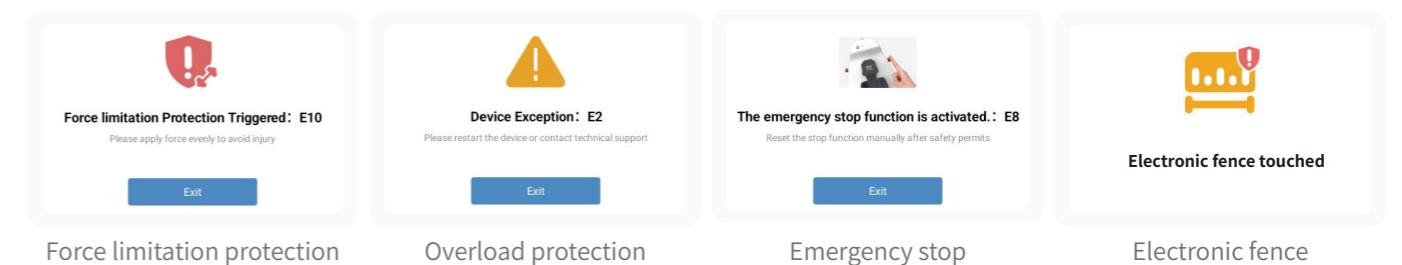 Force limitation Protection Triggered：E10
Please apply force evenly to avoid injury
Exit
Force limitation protection
Device Exception：E2
Please restart the device or contact technical support
Exit
Overload protection
The emergency stop function is activated.：E8
Reset the stop function manually after safety permits
Exit
Emergency stop
Electronic fence touched
Electronic fence